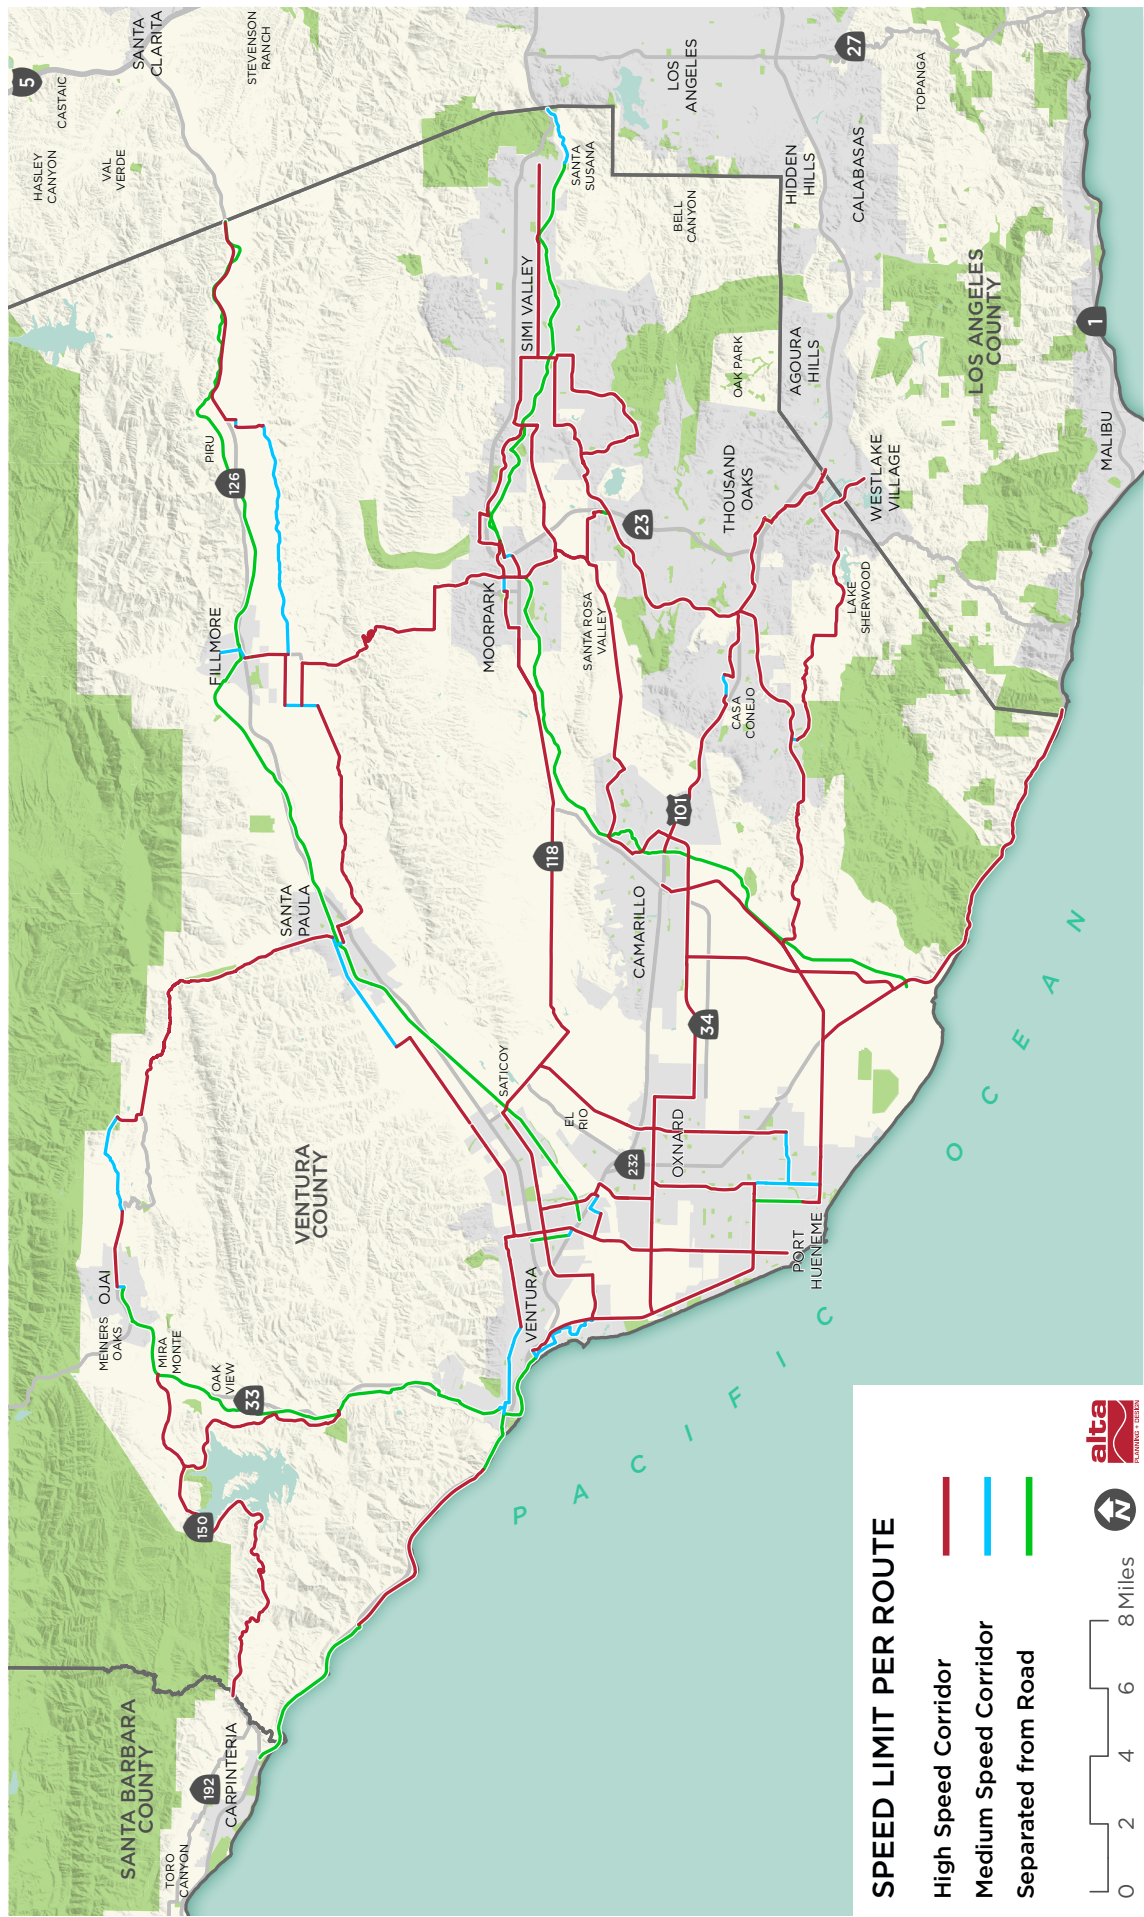 SANTA BARBARA
COUNTY
TORO
CANYON
192
CARPINTERIA
150
MEINERS
OAKS
OJAI
MIRA
MONTE
OAK
VIEW
33
VENTURA
COUNTY
SANTA
PAULA
FILLMORE
PIRU
126
HASLEY
CANYON
CASTAIC
5
VAL
VERDE
SANTA
CLARITA
STEVENSON
RANCH
VENTURA
SATICOY
EL
RIO
232
OXNARD
PORT
HUENEME
34
CAMARILLO
118
101
MOORPARK
SANTA ROSA
VALLEY
23
SIMI VALLEY
SANTA
SUSANA
BELL
CANYON
LOS
ANGELES
27
TOPANGA
HIDDEN
HILLS
CALABASAS
OAK PARK
AGOURA
HILLS
LOS ANGELES
COUNTY
1
MALIBU
THOUSAND
OAKS
WESTLAKE
VILLAGE
LAKE
SHERWOOD
CASA
CONEJO
PACIFIC OCEAN
SPEED LIMIT PER ROUTE
High Speed Corridor
Medium Speed Corridor
Separated from Road
0 2 4 6 8 Miles
N
alta
PLANNING + DESIGN